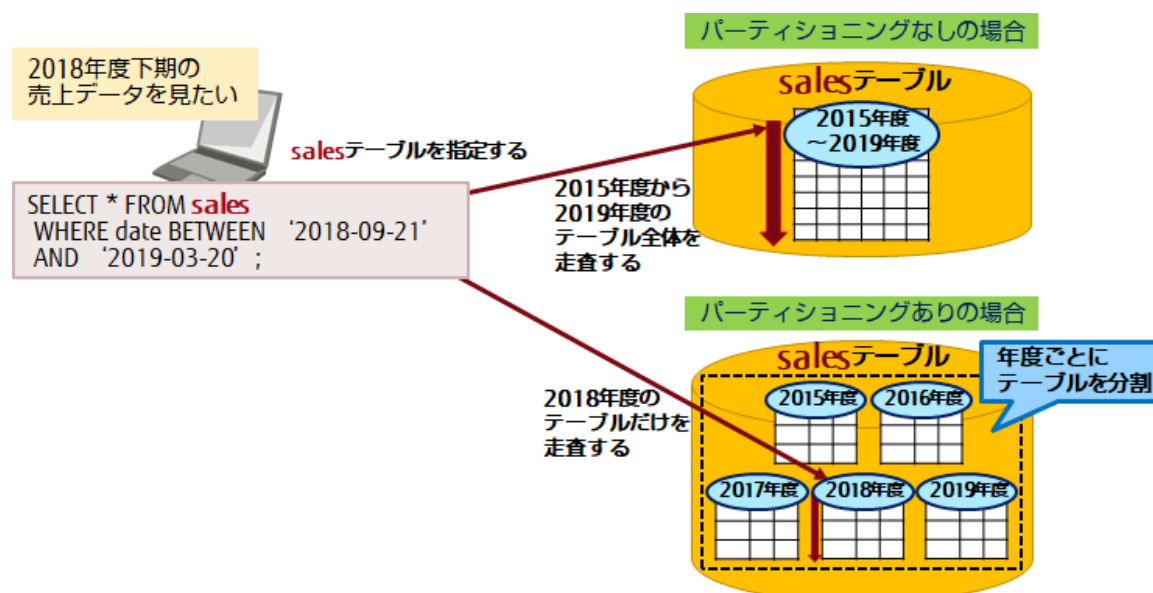 2018年度下期の
売上データを見たい
salesテーブルを指定する
SELECT * FROM sales
WHERE date BETWEEN ‘2018-09-21’
AND ‘2019-03-20’ ;
パーティショニングなしの場合
salesテーブル
2015年度
～2019年度
2015年度から
2019年度の
テーブル全体を
走査する
パーティショニングありの場合
salesテーブル
年度ごとに
テーブルを分割
2015年度
2016年度
2018年度の
テーブルだけを
走査する
2017年度
2018年度
2019年度